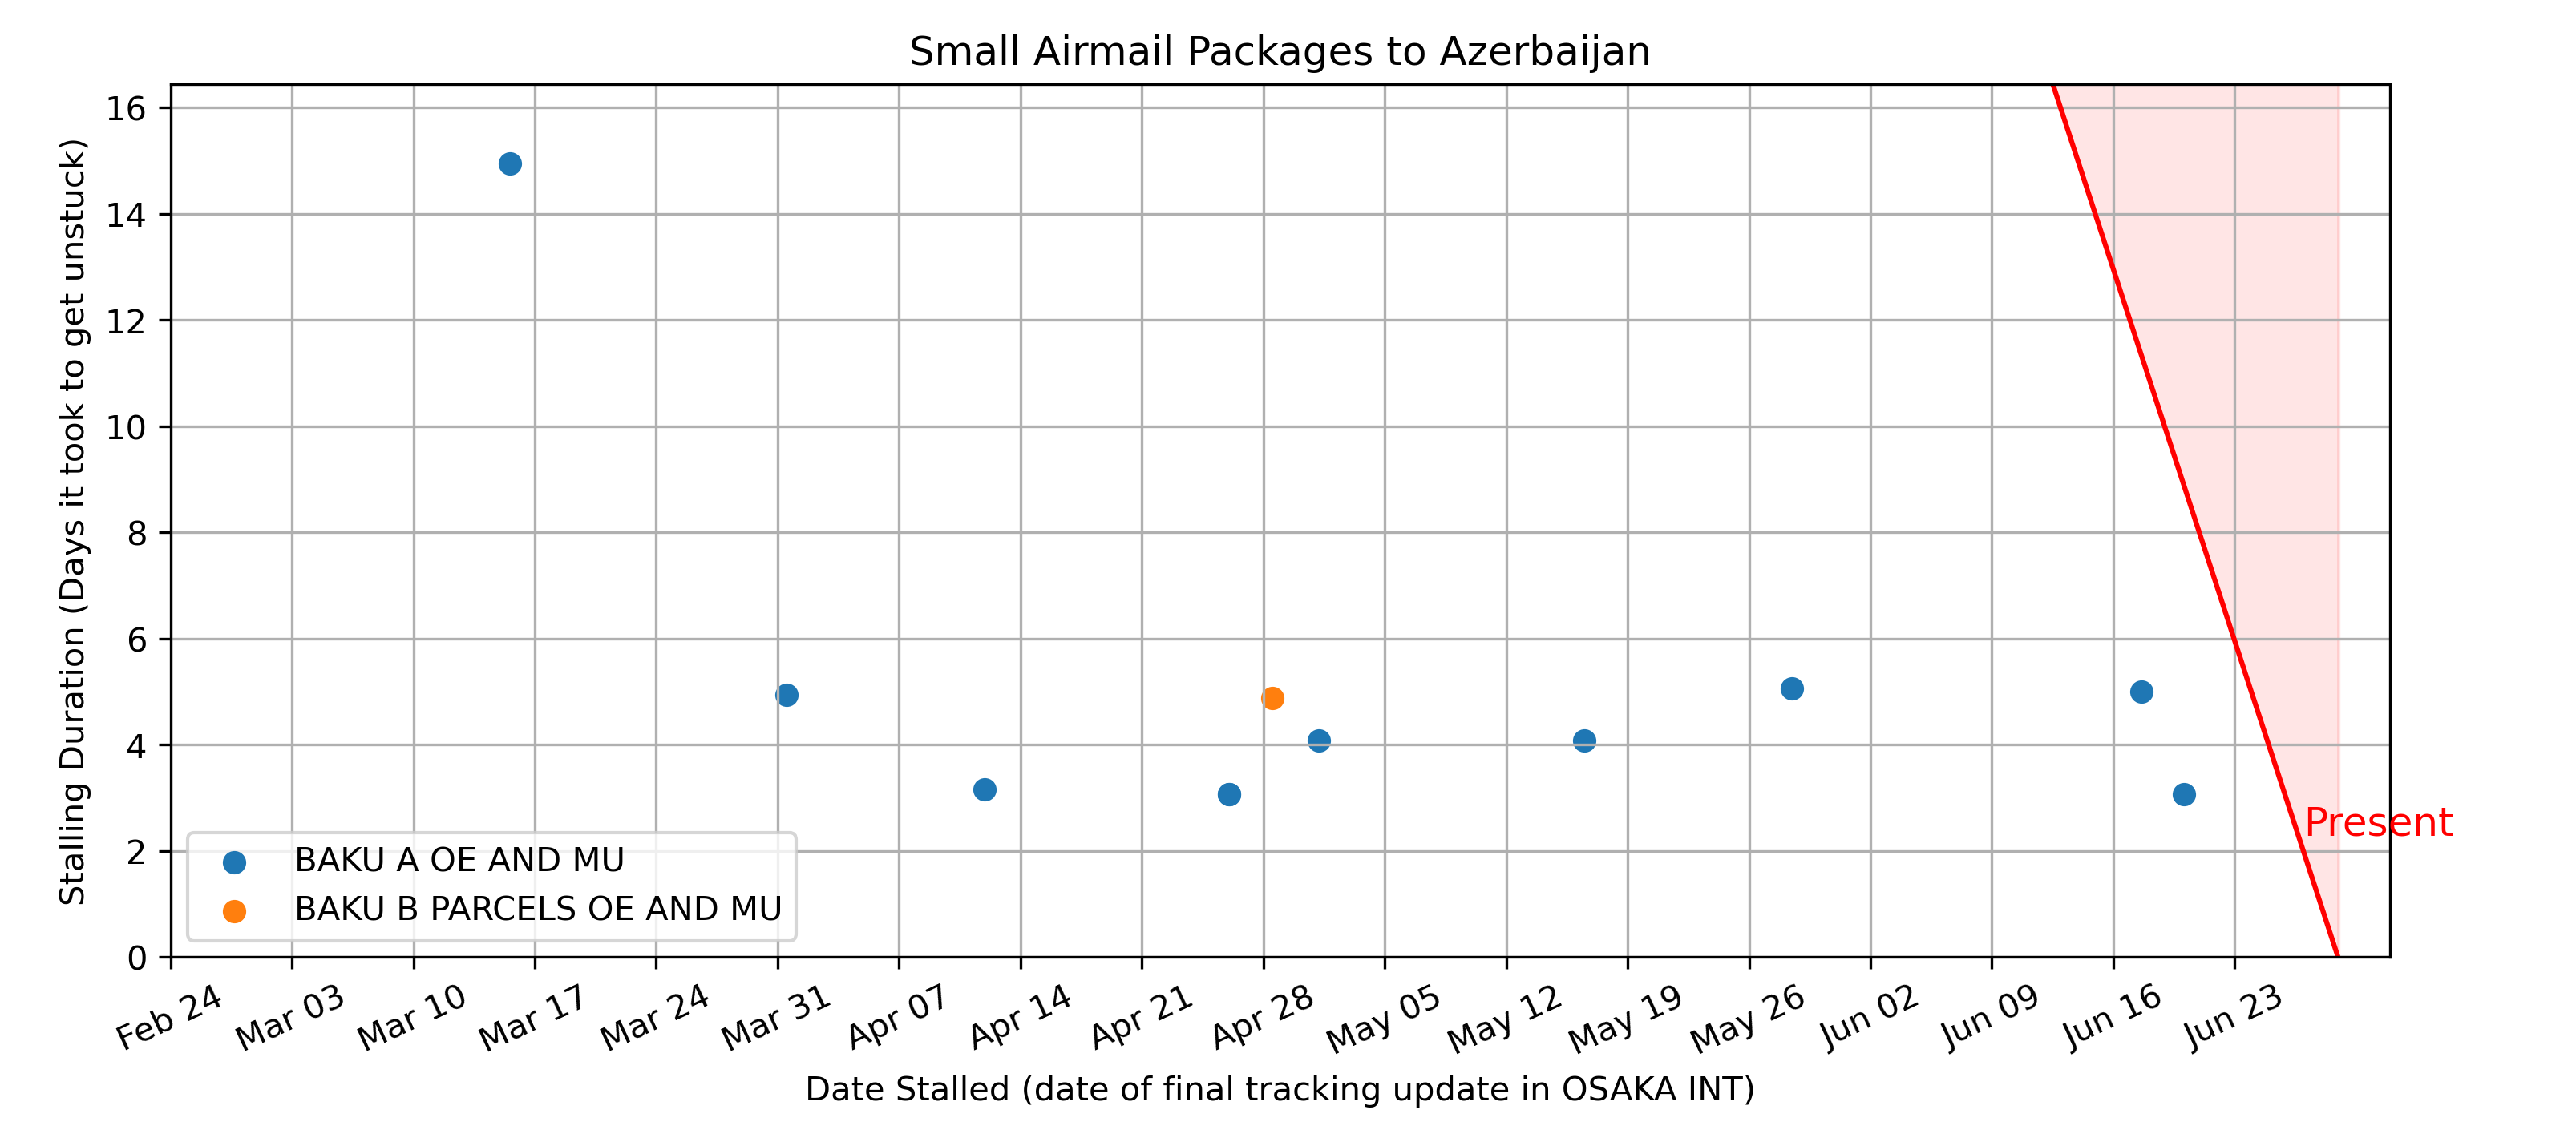 Small Airmail Packages to Azerbaijan
Stalling Duration (Days it took to get unstuck)
16
14
12
10
8
6
4
2
0
Present
BAKU A OE AND MU
BAKU B PARCELS OE AND MU
Feb 24
Mar 03
Mar 10
Mar 17
Mar 24
Mar 31
Apr 07
Apr 14
Apr 21
Apr 28
May 05
May 12
May 19
May 26
Jun 02
Jun 09
Jun 16
Jun 23
Date Stalled (date of final tracking update in OSAKA INT)